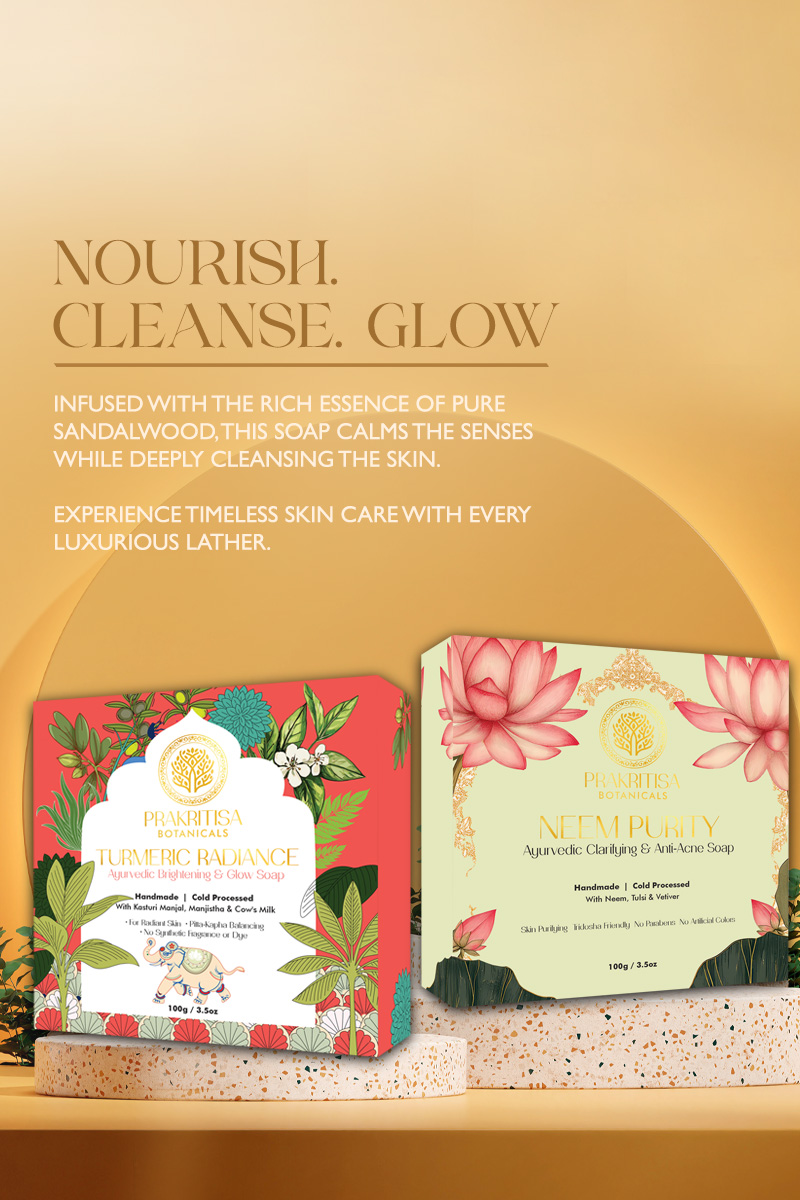 NOURISH.
CLEANSE. GLOW
INFUSED WITH THE RICH ESSENCE OF PURE
SANDALWOOD, THIS SOAP CALMS THE SENSES
WHILE DEEPLY CLEANSING THE SKIN.
EXPERIENCE TIMELESS SKIN CARE WITH EVERY
LUXURIOUS LATHER.
PRAKRITISA
BOTANICALS
TURMERIC RADIANCE
Ayurvedic Brightening & Glow Soap
Handmade | Cold Processed
With Kasturi Manjal, Manjistha & Cow's Milk
• For Radiant Skin • Pitta-Kapha Balancing
• No Synthetic Fragrance or Dye
100g / 3.5oz
PRAKRITISA
BOTANICALS
NEEM PURITY
Ayurvedic Clarifying & Anti-Acne Soap
Handmade | Cold Processed
With Neem, Tulsi & Vetiver
Skin Purifying Tridosha Friendly No Parabens No Artificial Colors
100g / 3.5oz